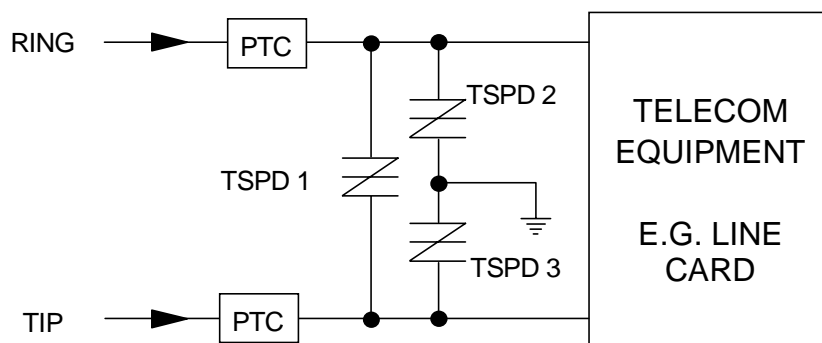 RING
PTC
TSPD 2
TSPD 1
TSPD 3
TELECOM
EQUIPMENT
E.G. LINE
CARD
TIP
PTC